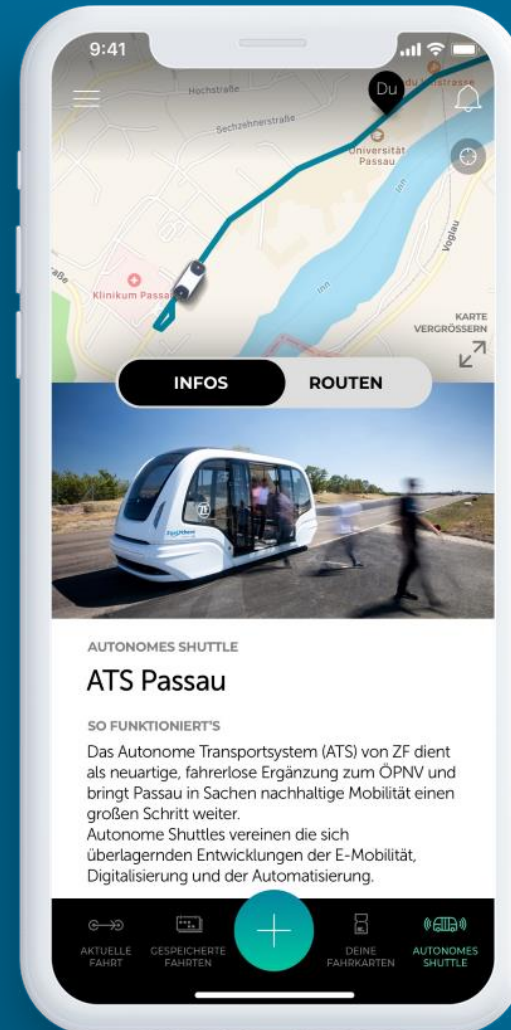 9:41
Hochstraße
Du
Sechzehnerstraße
Universität
Passau
Inn
Voglau
Klinikum Passau
Inn
KARTE
VERGRÖSSERN
INFOS
ROUTEN
ZF
AUTONOMES SHUTTLE
ATS Passau
SO FUNKTIONIERT'S
Das Autonome Transportsystem (ATS) von ZF dient
als neuartige, fahrerlose Ergänzung zum ÖPNV und
bringt Passau in Sachen nachhaltige Mobilität einen
großen Schritt weiter.
Autonome Shuttles vereinen die sich
überlagernden Entwicklungen der E-Mobilität,
Digitalisierung und der Automatisierung.
AKTUELLE
FAHRT
GESPEICHERTE
FAHRTEN
DEINE
FAHRKARTEN
AUTONOMES
SHUTTLE